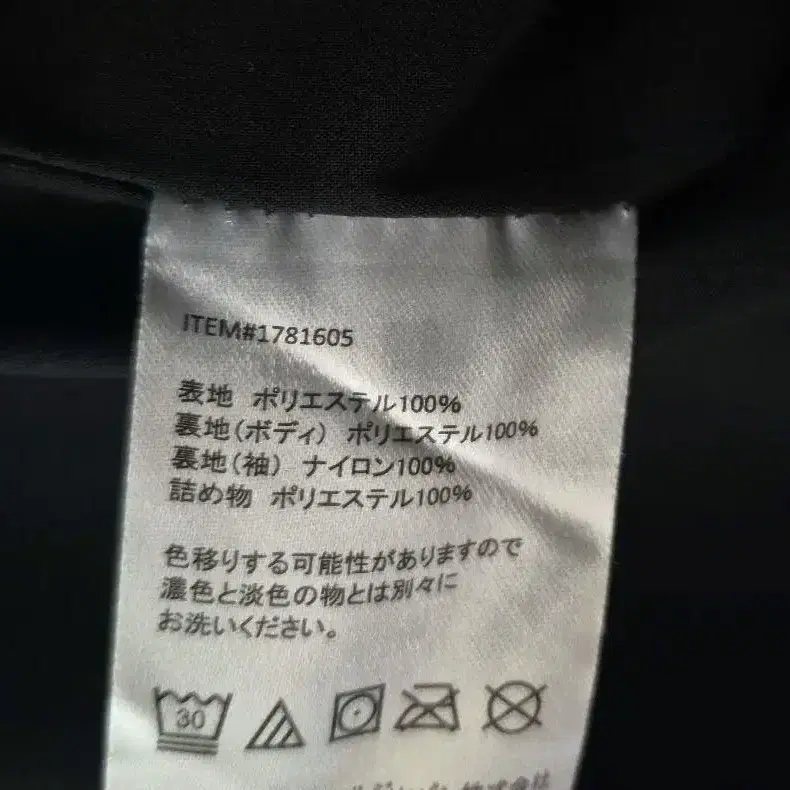 ITEM#1781605
表地 ポリエステル100%
裏地(ボディ) ポリエステル100%
裏地(袖) ナイロン100%
詰め物 ポリエステル100%
色移りする可能性がありますので
濃色と淡色の物とは別々に
お洗いください。
30
株式会社